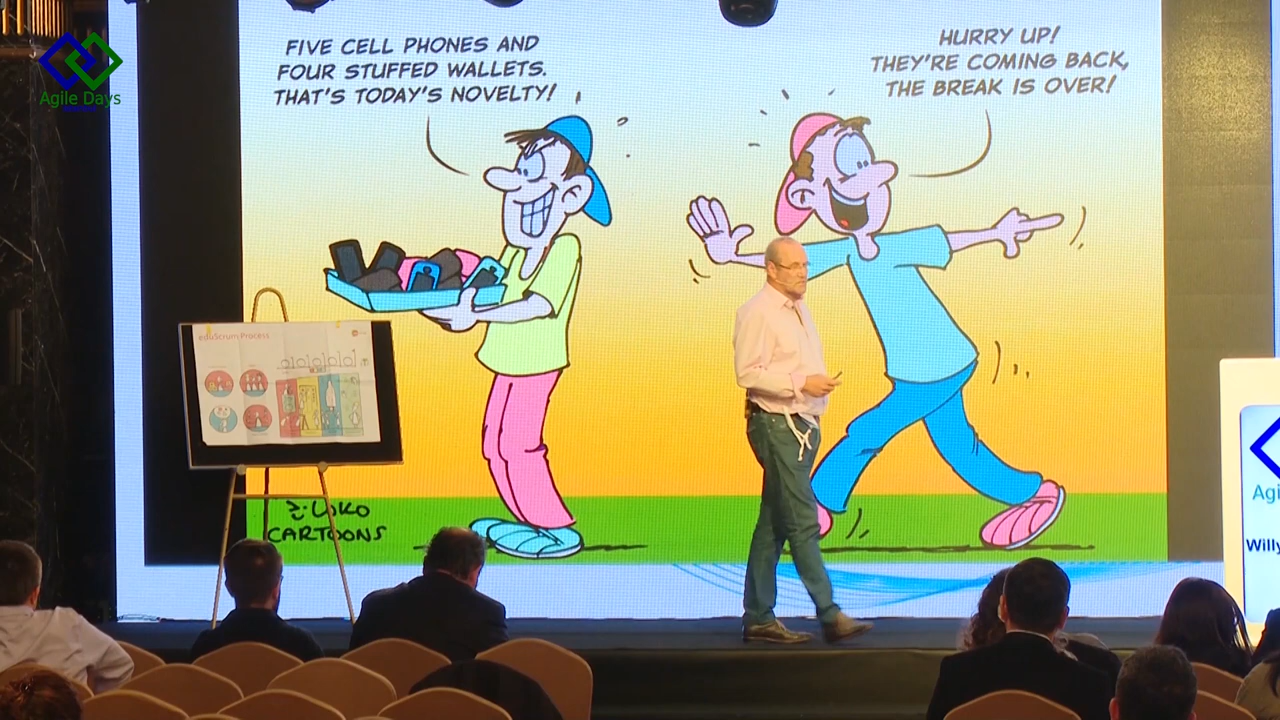 Agile Days
FIVE CELL PHONES AND
FOUR STUFFED WALLETS.
THAT'S TODAY'S NOVELTY!
HURRY UP!
THEY'RE COMING BACK,
THE BREAK IS OVER!
eduScrum Process
CARTOONS
Agi
Willy